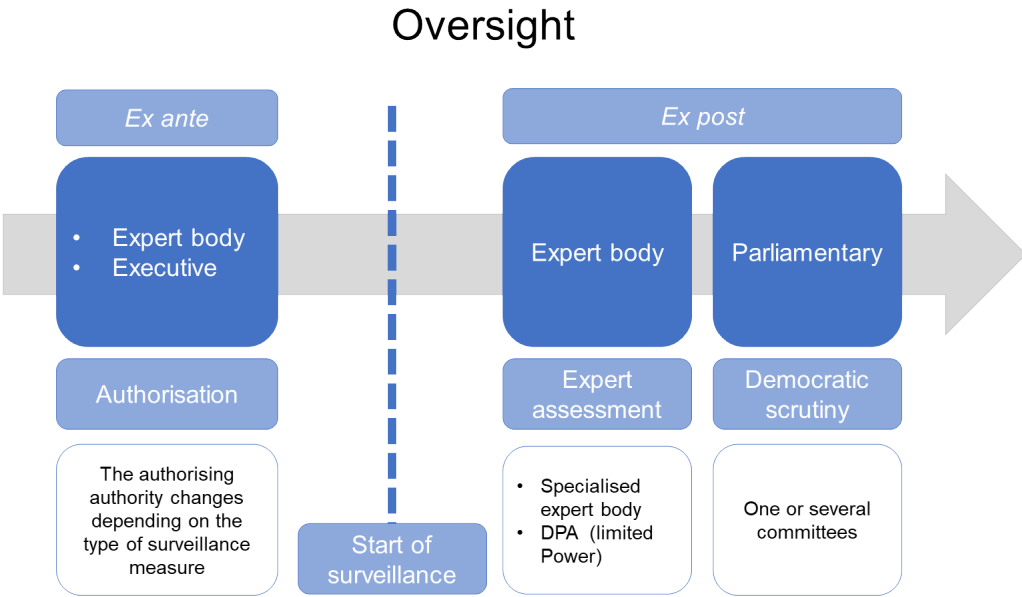 Oversight
Ex ante
Ex post
• Expert body
• Executive
Expert body
Parliamentary
Authorisation
Expert
assessment
Democratic
scrutiny
The authorising
authority changes
depending on the
type of surveillance
measure
Start of
surveillance
• Specialised
expert body
• DPA (limited
Power)
One or several
committees